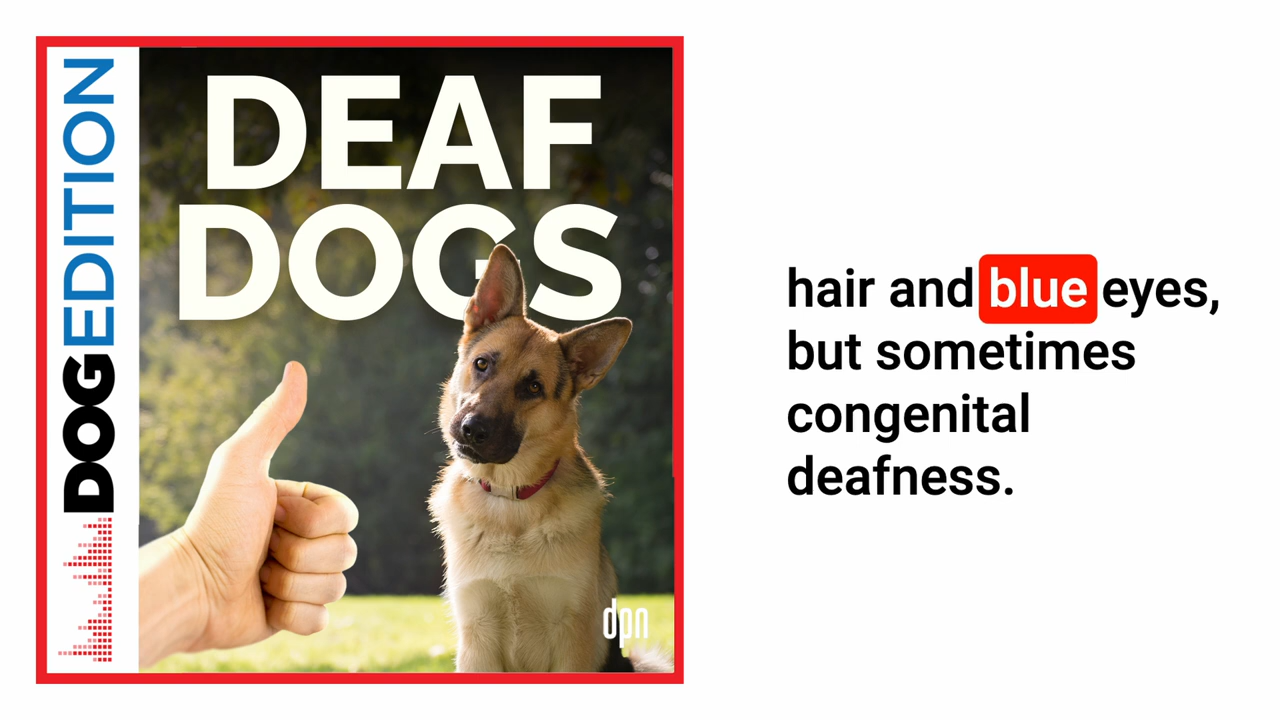 DOGEDITION
DEAF
DOGS
dpn
hair and blue eyes,
but sometimes
congenital
deafness.